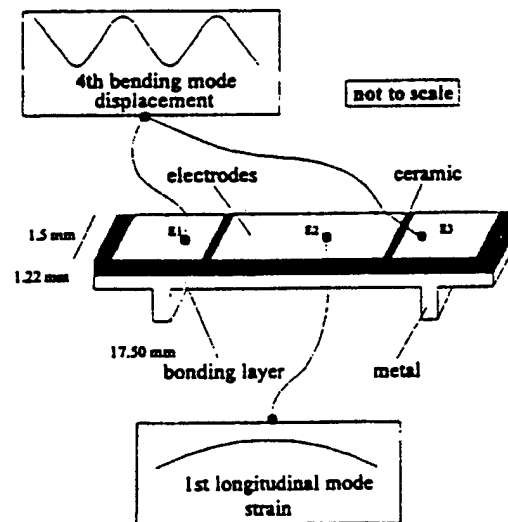 4th bending mode
displacement
not to scale
electrodes
ceramic
E1
E2
E3
1.5 mm
1.22 mm
17.50 mm
bonding layer
metal
1st longitudinal mode
strain